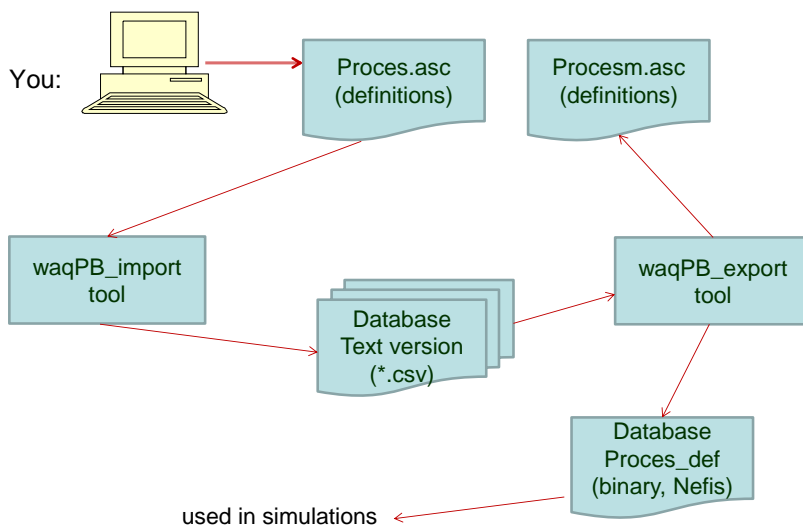 You:
Proces.asc
(definitions)
Procesm.asc
(definitions)
waqPB_import
tool
Database
Text version
(*.csv)
waqPB_export
tool
Database
Proces_def
(binary, Nefis)
used in simulations